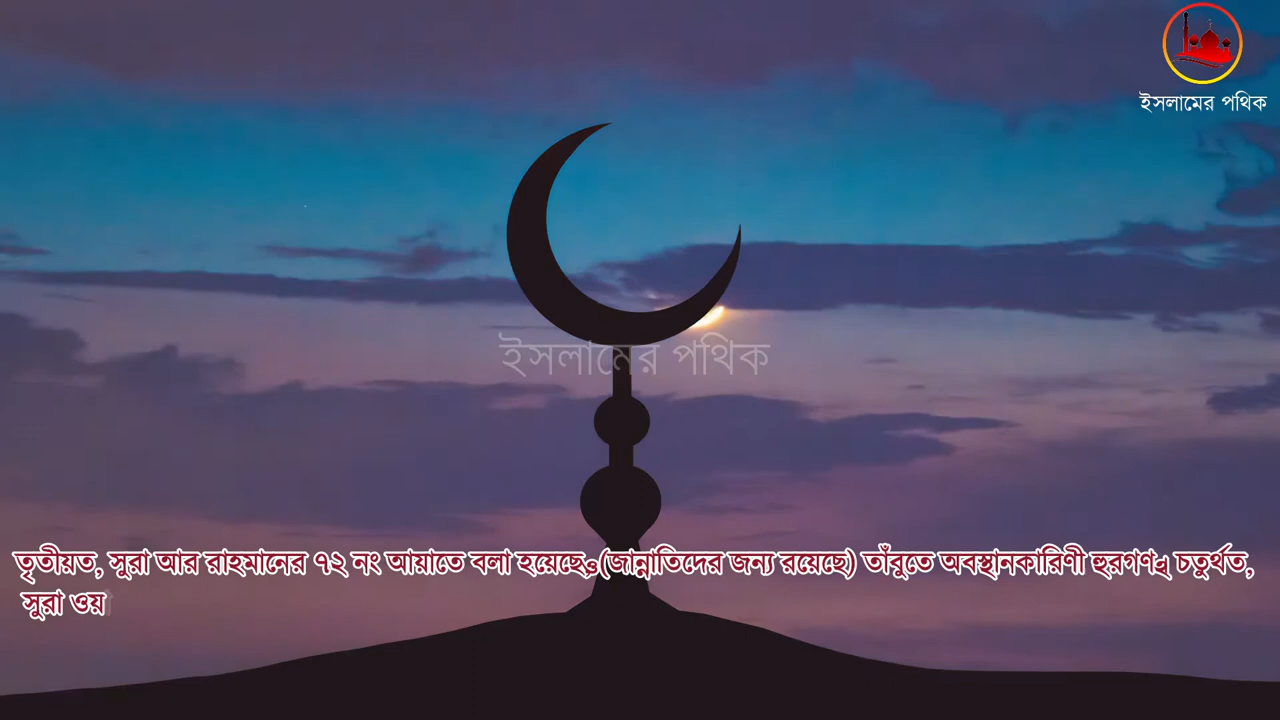 ইসলামের পথিক
ইসলামের পথিক
তৃতীয়ত, সুরা আর রাহমানের ৭২ নং আয়াতে বলা হয়েছে (জান্নাতিদের জন্য রয়েছে) তাঁবুতে অবস্থানকারিণী হুরগণ চতুর্থত,
সুরা ওয়